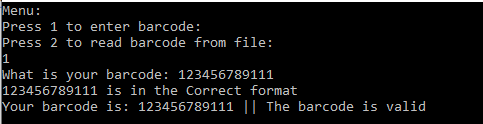 Menu:
Press 1 to enter barcode:
Press 2 to read barcode from file:
1
What is your barcode: 123456789111
123456789111 is in the Correct format
Your barcode is: 123456789111 || The barcode is valid